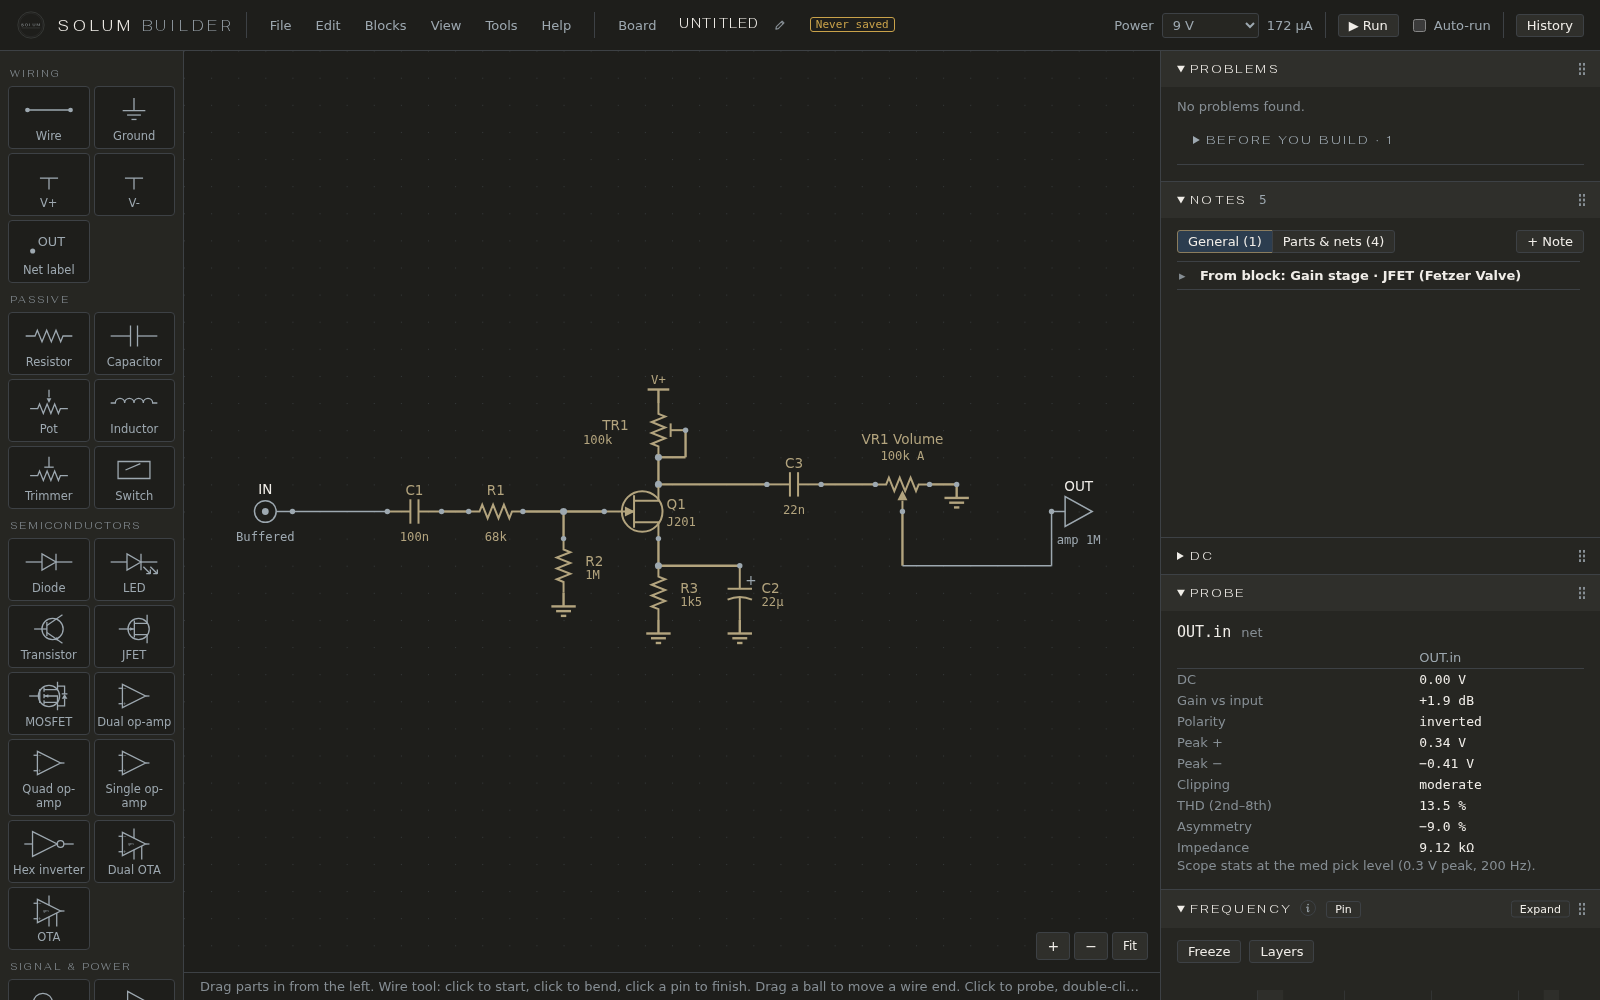 SOLUM BUILDER
File Edit Blocks View Tools Help
Board UNTITLED Never saved
Power 9 V 172 µA ▶ Run Auto-run History
WIRING
Wire Ground
V+ V-
OUT
Net label
PASSIVE
Resistor Capacitor
Pot Inductor
Trimmer Switch
SEMICONDUCTORS
Diode LED
Transistor JFET
MOSFET Dual op-amp
Quad op-amp Single op-amp
Hex inverter Dual OTA
OTA
SIGNAL & POWER
V+
TR1
100k
VR1 Volume
100k A
C3
22n
IN
Buffered
C1
100n
R1
68k
Q1
J201
OUT
amp 1M
R2
1M
R3
1k5
+
C2
22µ
+ − Fit
Drag parts in from the left. Wire tool: click to start, click to bend, click a pin to finish. Drag a ball to move a wire end. Click to probe, double-cli…
PROBLEMS
No problems found.
BEFORE YOU BUILD · 1
NOTES 5
General (1) Parts & nets (4) + Note
From block: Gain stage · JFET (Fetzer Valve)
DC
PROBE
OUT.in net
OUT.in
DC 0.00 V
Gain vs input +1.9 dB
Polarity inverted
Peak + 0.34 V
Peak − −0.41 V
Clipping moderate
THD (2nd–8th) 13.5 %
Asymmetry −9.0 %
Impedance 9.12 kΩ
Scope stats at the med pick level (0.3 V peak, 200 Hz).
FREQUENCY i Pin Expand
Freeze Layers